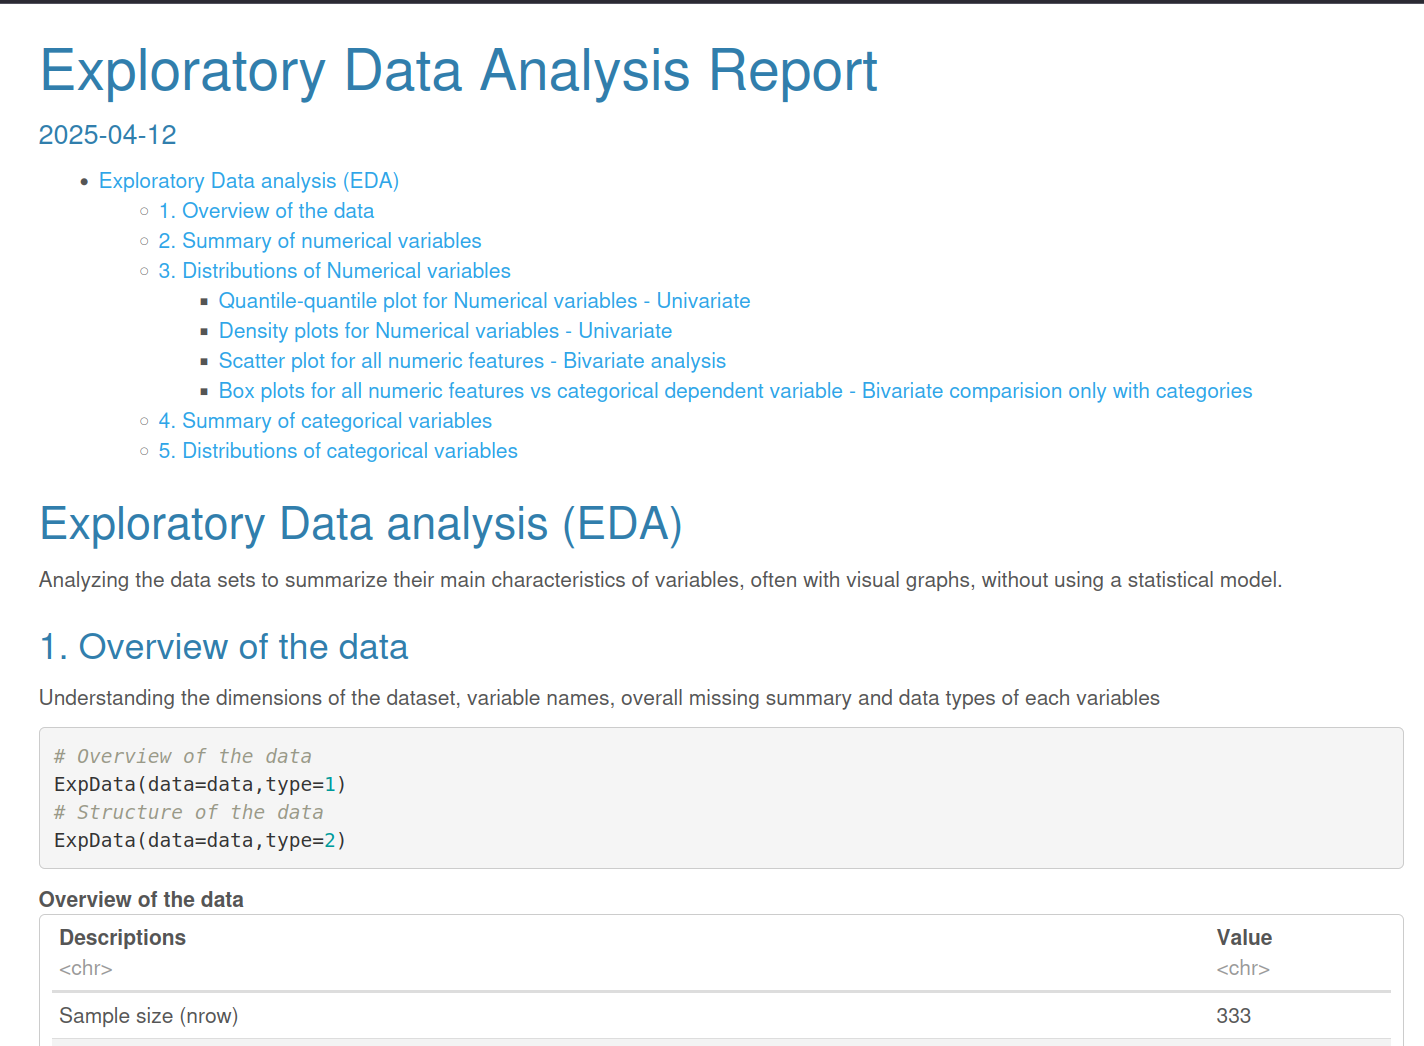 Exploratory Data Analysis Report
2025-04-12
Exploratory Data analysis (EDA)
1. Overview of the data
2. Summary of numerical variables
3. Distributions of Numerical variables
Quantile-quantile plot for Numerical variables - Univariate
Density plots for Numerical variables - Univariate
Scatter plot for all numeric features - Bivariate analysis
Box plots for all numeric features vs categorical dependent variable - Bivariate comparision only with categories
4. Summary of categorical variables
5. Distributions of categorical variables
Exploratory Data analysis (EDA)
Analyzing the data sets to summarize their main characteristics of variables, often with visual graphs, without using a statistical model.
1. Overview of the data
Understanding the dimensions of the dataset, variable names, overall missing summary and data types of each variables
# Overview of the data
ExpData(data=data,type=1)
# Structure of the data
ExpData(data=data,type=2)
Overview of the data
Descriptions Value
<chr> <chr>
Sample size (nrow) 333